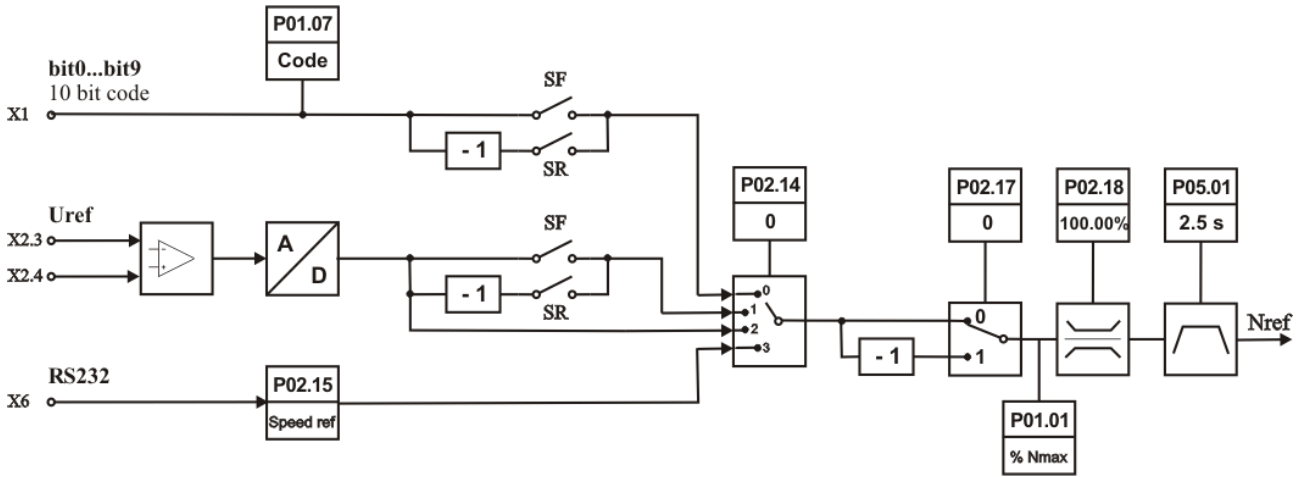 P01.07
Code
bit0...bit9
10 bit code
X1
SF
- 1
SR
Uref
X2.3
X2.4
A
D
SF
- 1
SR
P02.14
0
0
1
2
3
P02.17
0
0
1
- 1
P02.18
100.00%
P05.01
2.5 s
Nref
RS232
X6
P02.15
Speed ref
P01.01
% Nmax